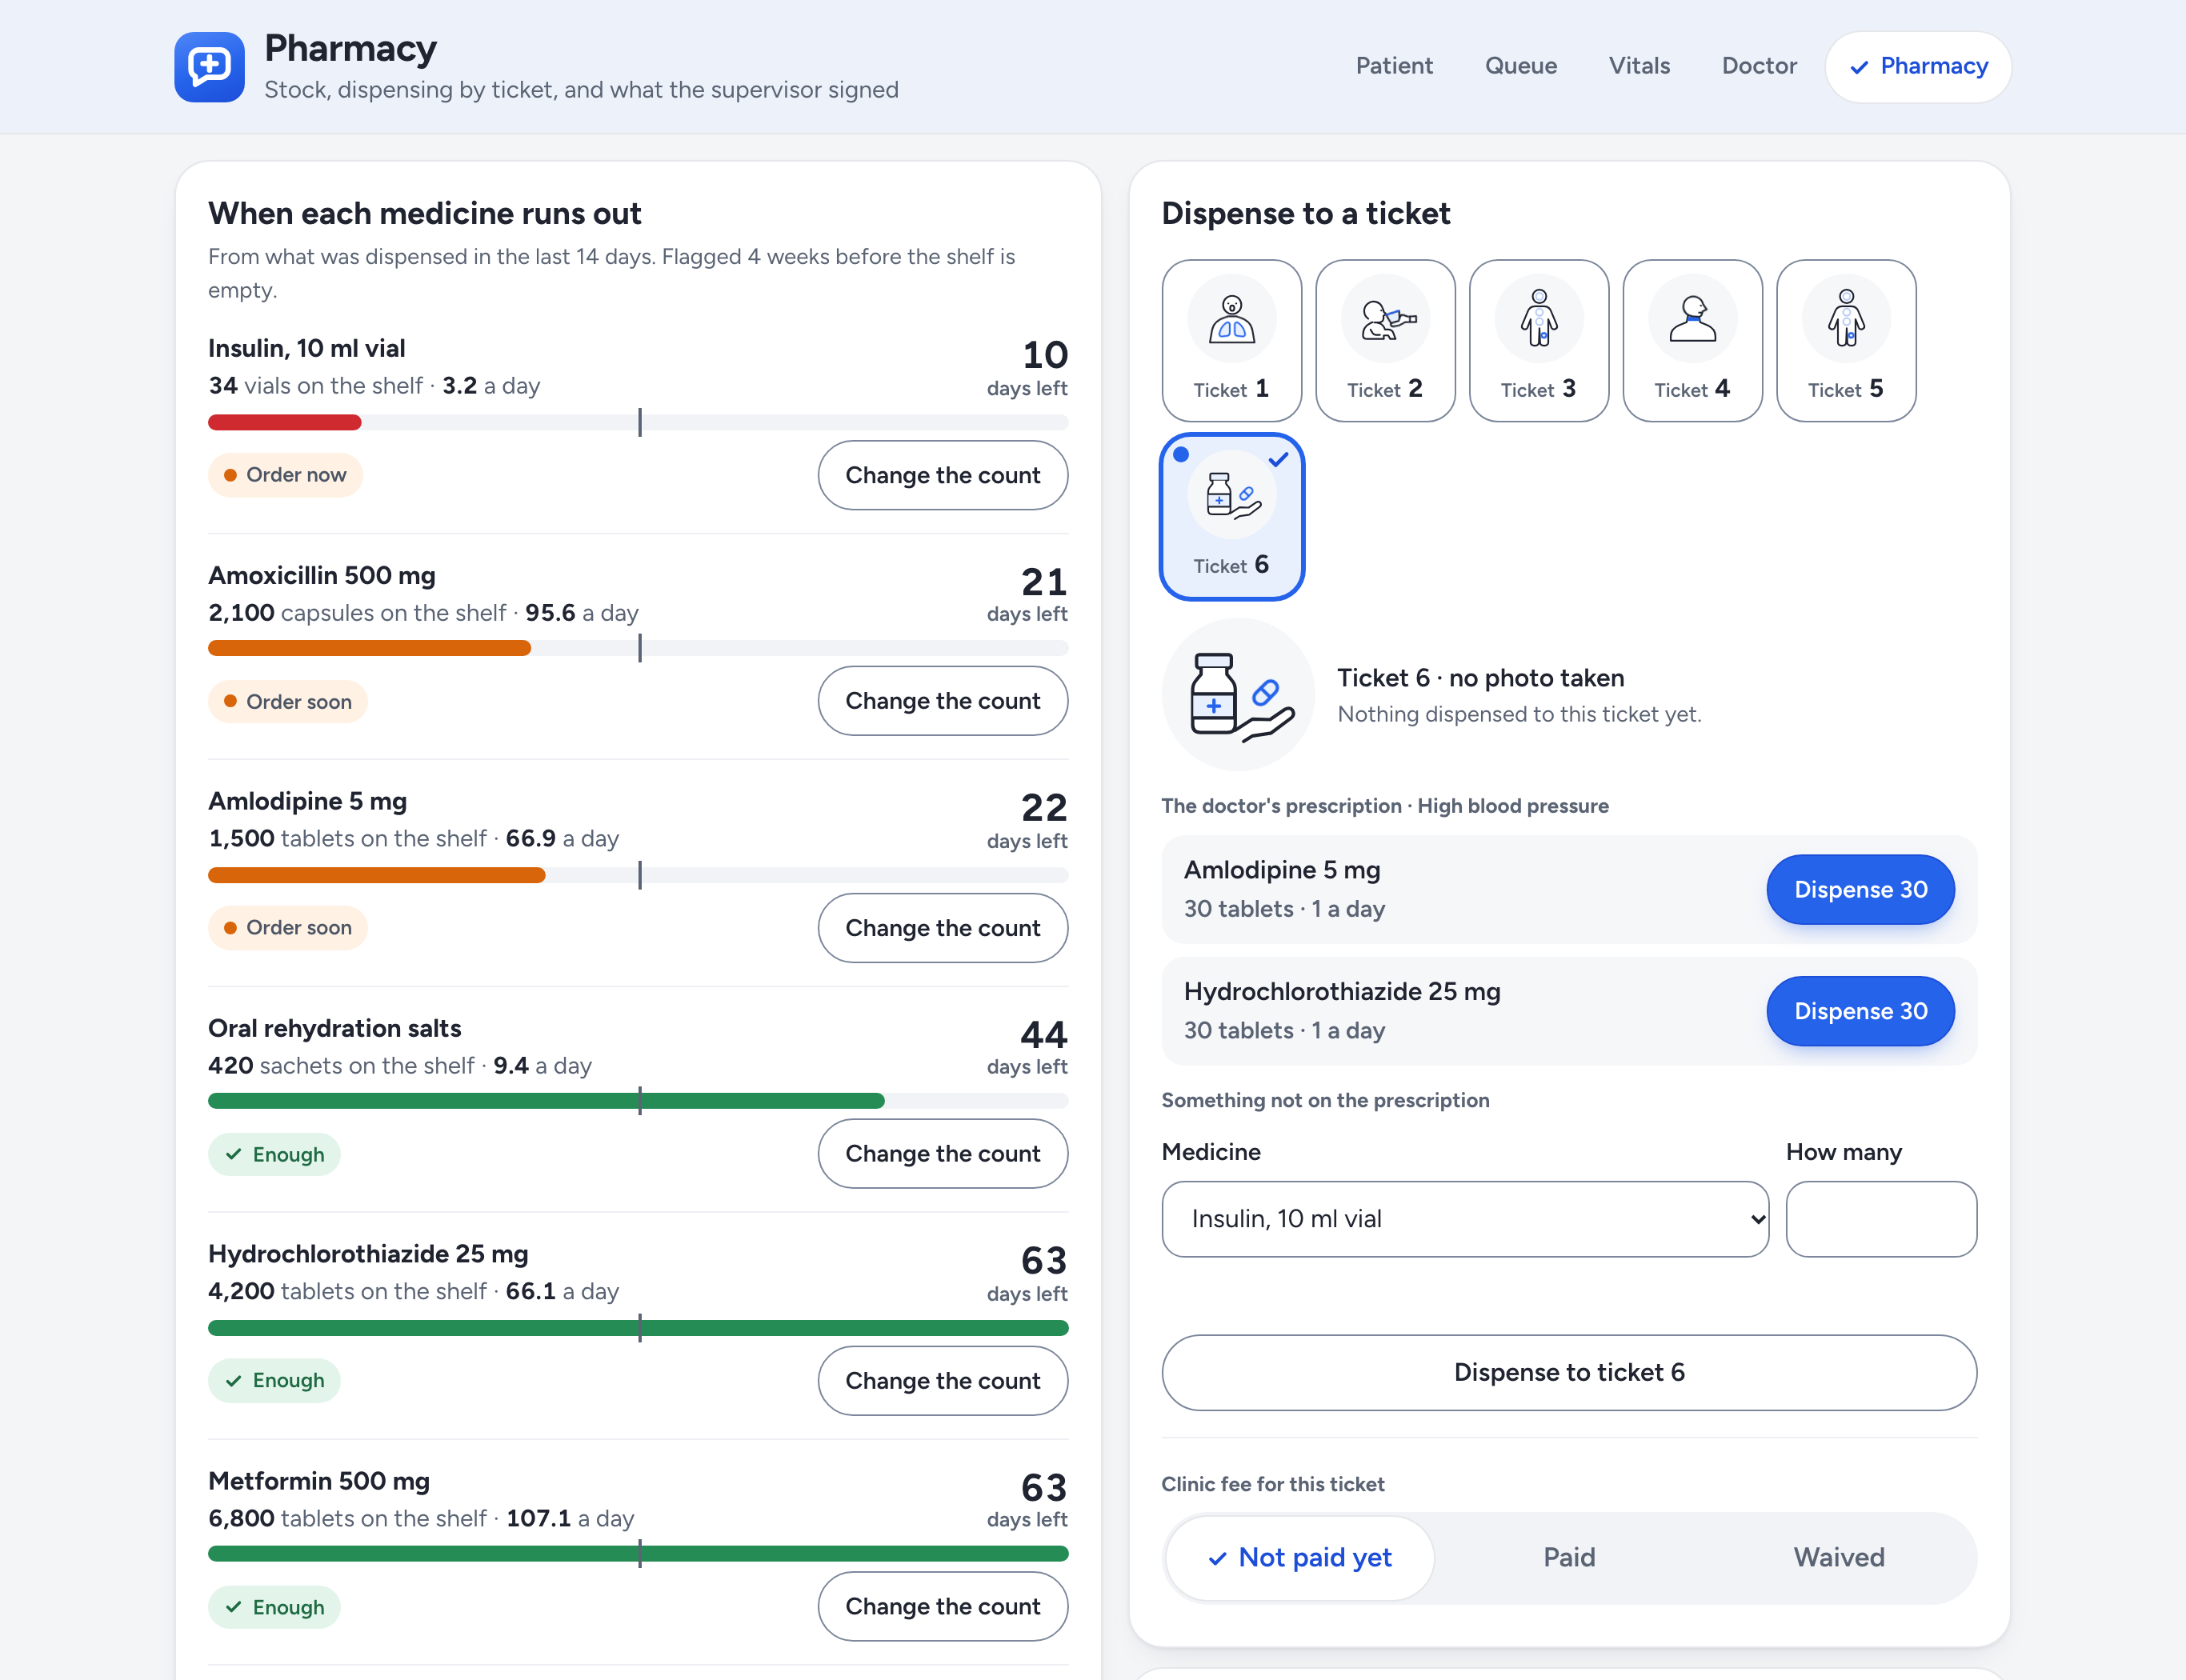 Pharmacy
Stock, dispensing by ticket, and what the supervisor signed
Patient
Queue
Vitals
Doctor
Pharmacy
When each medicine runs out
From what was dispensed in the last 14 days. Flagged 4 weeks before the shelf is
empty.
Insulin, 10 ml vial
34 vials on the shelf · 3.2 a day
10
days left
Order now
Change the count
Amoxicillin 500 mg
2,100 capsules on the shelf · 95.6 a day
21
days left
Order soon
Change the count
Amlodipine 5 mg
1,500 tablets on the shelf · 66.9 a day
22
days left
Order soon
Change the count
Oral rehydration salts
420 sachets on the shelf · 9.4 a day
44
days left
Enough
Change the count
Hydrochlorothiazide 25 mg
4,200 tablets on the shelf · 66.1 a day
63
days left
Enough
Change the count
Metformin 500 mg
6,800 tablets on the shelf · 107.1 a day
63
days left
Enough
Change the count
Dispense to a ticket
Ticket 1
Ticket 2
Ticket 3
Ticket 4
Ticket 5
Ticket 6
Ticket 6 · no photo taken
Nothing dispensed to this ticket yet.
The doctor's prescription · High blood pressure
Amlodipine 5 mg
30 tablets · 1 a day
Dispense 30
Hydrochlorothiazide 25 mg
30 tablets · 1 a day
Dispense 30
Something not on the prescription
Medicine
How many
Insulin, 10 ml vial
Dispense to ticket 6
Clinic fee for this ticket
Not paid yet
Paid
Waived